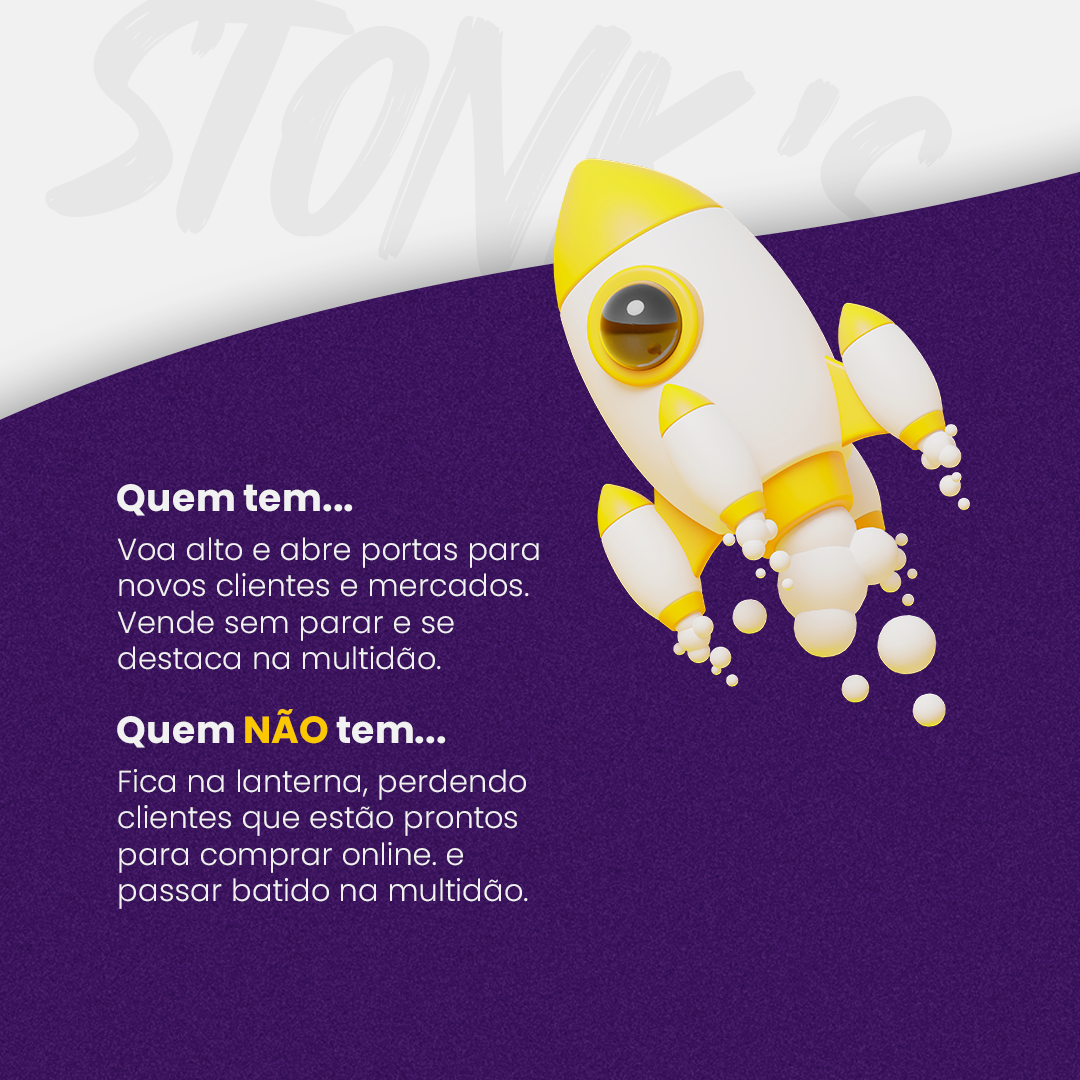 STONK'S
Quem tem...
Voa alto e abre portas para
novos clientes e mercados.
Vende sem parar e se
destaca na multidão.
Quem NÃO tem...
Fica na lanterna, perdendo
clientes que estão prontos
para comprar online. e
passar batido na multidão.